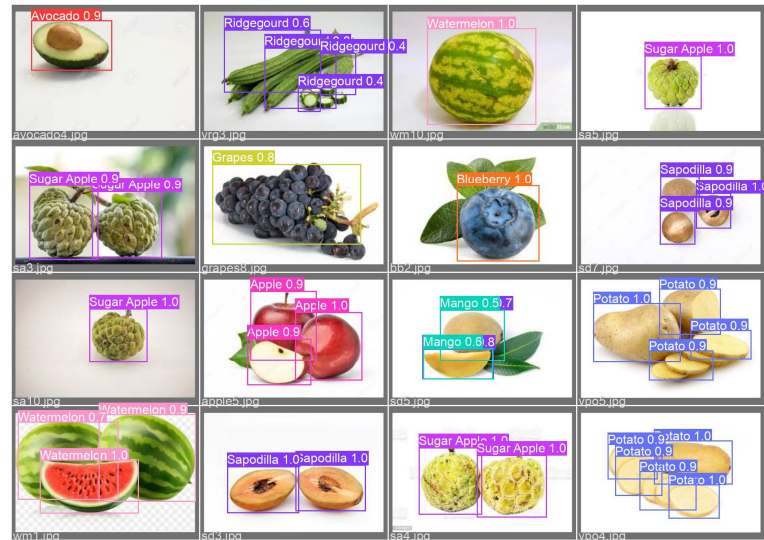 Avocado 0.9
avocado4.jpg
Ridgegourd 0.6
Ridgegourd 0.4
Ridgegourd 0.4
vrg3.jpg
Watermelon 1.0
wm10.jpg
Sugar Apple 1.0
sa5.jpg
Sugar Apple 0.9
Sugar Apple 0.9
sa3.jpg
Grapes 0.8
grapes8.jpg
Blueberry 1.0
bb2.jpg
Sapodilla 0.9
Sapodilla 1.0
Sapodilla 0.9
sd7.jpg
Sugar Apple 1.0
sa10.jpg
Apple 0.9
Apple 1.0
Apple 0.9
apple5.jpg
Mango 0.5
Mango 0.6
sd5.jpg
Potato 0.9
Potato 1.0
Potato 0.9
Potato 0.9
vpo5.jpg
Watermelon 0.7
Watermelon 0.9
Watermelon 1.0
wm1.jpg
Sapodilla 1.0
Sapodilla 1.0
sd3.jpg
Sugar Apple 1.0
Sugar Apple 1.0
sa4.jpg
Potato 0.9
Potato 1.0
Potato 0.9
Potato 0.9
Potato 1.0
vpo4.jpg